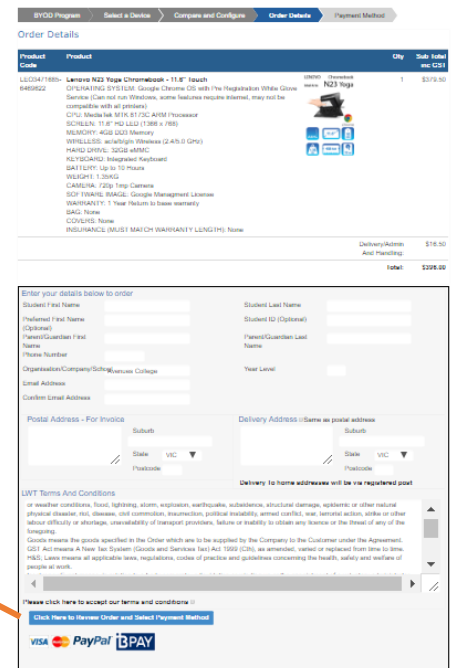 BYOD Program Select a Device Compare and Configure Order Details Payment Method
Order Details
Product Code Product Qty Sub Total inc GST
Lenovo N23 Yoga Chromebook - 11.6" Touch 1 $379.50
OPERATING SYSTEM: Google Chrome OS with Pre Registration White Glove
Service (Can not run Windows, some features require internet, may not be
compatible with all printers)
CPU: MediaTek MTK 8173C ARM Processor
SCREEN: 11.6" HD LED (1366 x 768)
MEMORY: 4GB DD3 Memory
WIRELESS: ac/a/b/g/n Wireless (2.4/5.0 GHz)
HARD DRIVE: 32GB eMMC
KEYBOARD: Integrated Keyboard
BATTERY: Up to 10 Hours
WEIGHT: 1.35KG
CAMERA: 720p 1mp Camera
SOFTWARE IMAGE: Google Managment License
WARRANTY: 1 Year Return to base warranty
BAG: None
COVERS: None
INSURANCE (MUST MATCH WARRANTY LENGTH): None
Chromebook
N23 Yoga
Delivery/Admin And Handling: $16.50
Total: $396.00
Enter your details below to order
Student First Name Student Last Name
Preferred First Name (Optional) Student ID (Optional)
Parent/Guardian First Name Parent/Guardian Last Name
Phone Number
Organisation/Company/School Avenues College Year Level
Email Address
Confirm Email Address
Postal Address - For Invoice Delivery Address Same as postal address
Suburb Suburb
State VIC State VIC
Postcode Postcode
Delivery To home addresses will be via registered post
LWT Terms And Conditions
or weather conditions, flood, lightning, storm, explosion, earthquake, subsidence, structural damage, epidemic or other natural
physical disaster, riot, disease, civil commotion, insurrection, political instability, armed conflict, war, terrorist action, strike or other
labour difficulty or shortage, unavailability of transport providers, failure or inability to obtain any licence or the threat of any of the
foregoing.
Goods means the goods specified in the Order which are to be supplied by the Company to the Customer under the Agreement.
GST Act means A New Tax System (Goods and Services Tax) Act 1999 (Cth), as amended, varied or replaced from time to time.
H&S Laws means all applicable laws, regulations, codes of practice and guidelines concerning the health, safety and welfare of
people at work.
Please click here to accept our terms and conditions
Click Here to Review Order and Select Payment Method
VISA PayPal BPAY